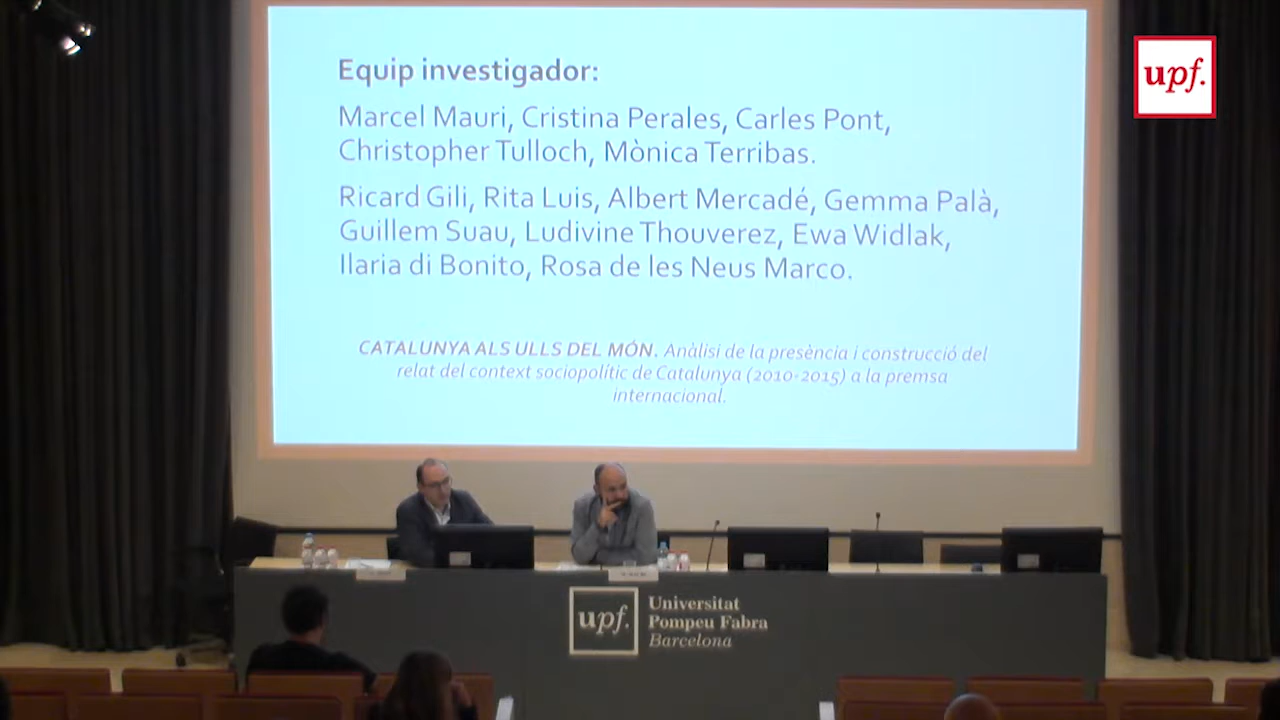 Equip investigador:
Marcel Mauri, Cristina Perales, Carles Pont,
Christopher Tulloch, Mònica Terribas.
Ricard Gili, Rita Luis, Albert Mercadé, Gemma Palà,
Guillem Suau, Ludivine Thouverez, Ewa Widlak,
Ilaria di Bonito, Rosa de les Neus Marco.
CATALUNYA ALS ULLS DEL MÓN. Anàlisi de la presència i construcció del
relat del context sociopolític de Catalunya (2010-2015) a la premsa
internacional.
upf.
upf.
Universitat
Pompeu Fabra
Barcelona